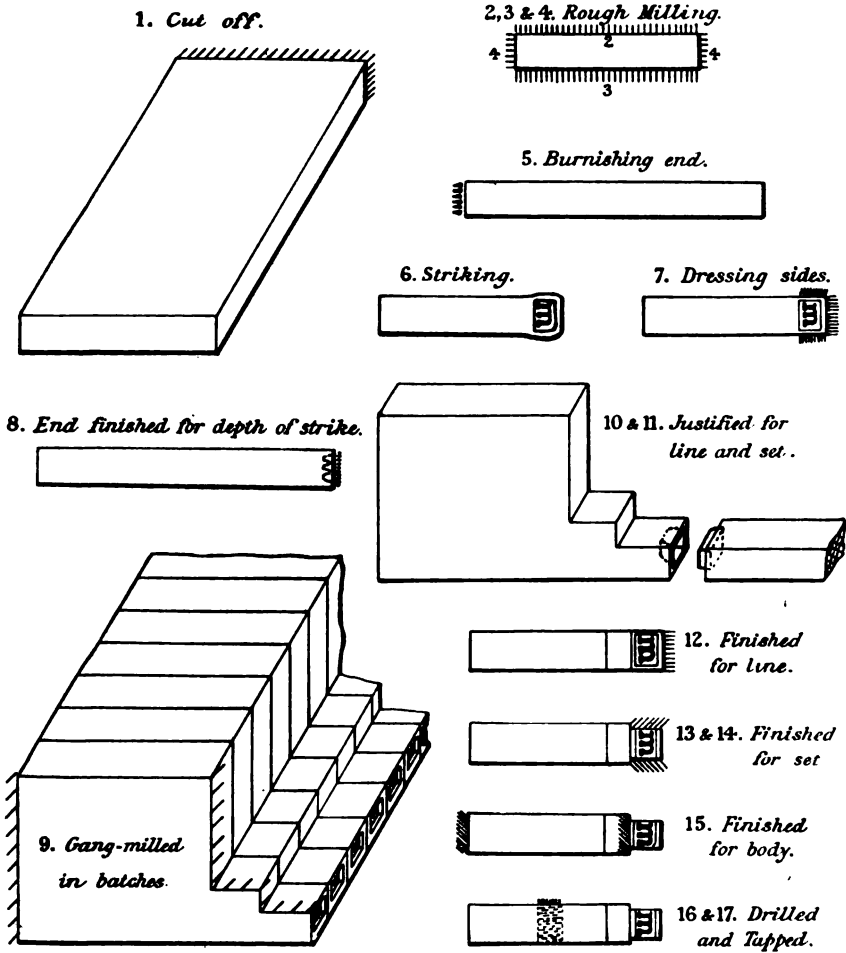 1. Cut off.
2, 3 & 4. Rough Milling.
2
4
4
3
5. Burnishing end.
6. Striking.
7. Dressing sides.
m
m
8. End finished for depth of strike.
10 & 11. Justified for
line and set.
12. Finished
for line.
m
13 & 14. Finished
for set
m
9. Gang-milled
in batches.
15. Finished
for body.
m
16 & 17. Drilled
and Tapped.
m